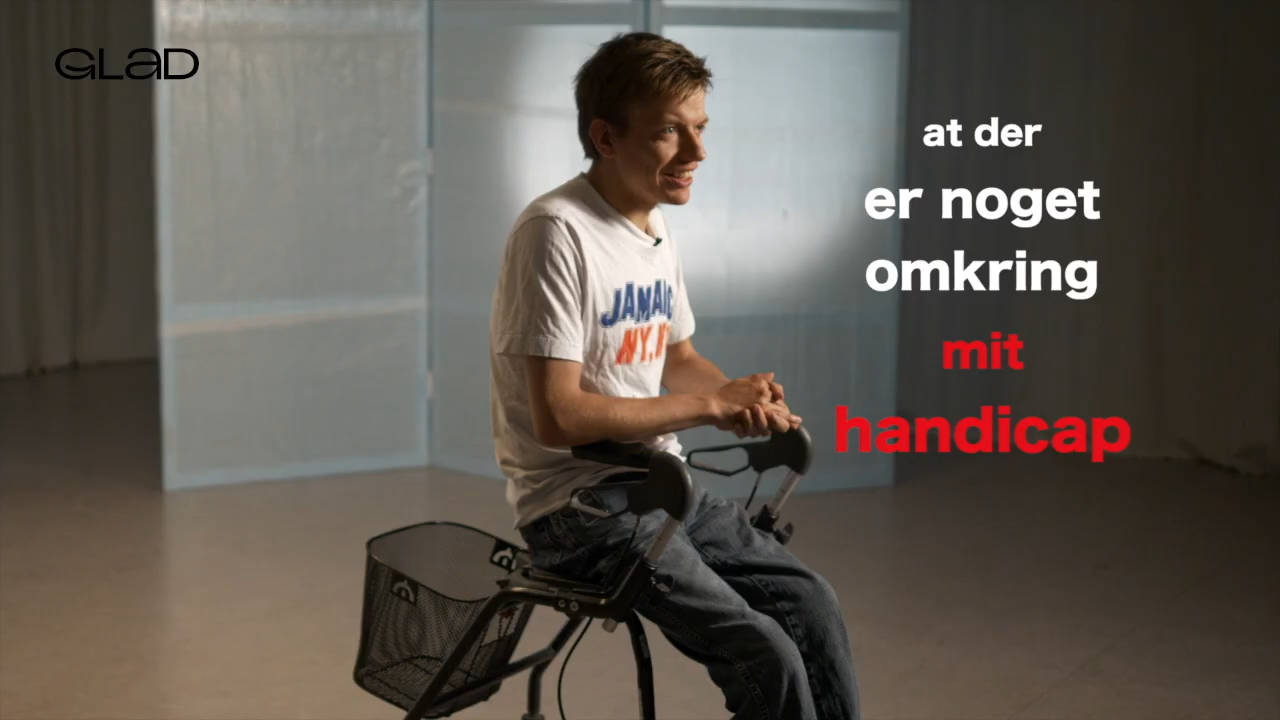 GLaD
at der
er noget
omkring
mit
handicap
JAMAIC
NY, N